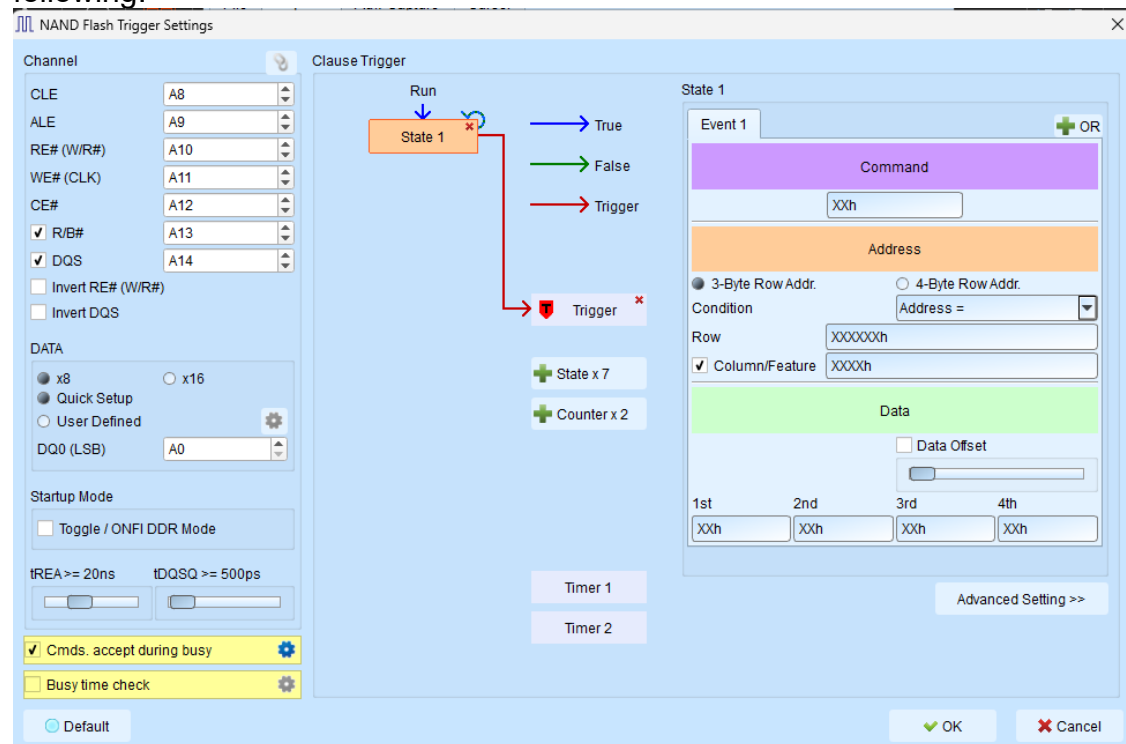 following:
NAND Flash Trigger Settings
Channel
CLE A8
ALE A9
RE# (W/R#) A10
WE# (CLK) A11
CE# A12
R/B# A13
DQS A14
Invert RE# (W/R#)
Invert DQS
DATA
x8 x16
Quick Setup
User Defined
DQ0 (LSB) A0
Startup Mode
Toggle / ONFI DDR Mode
tREA>= 20ns tDQSQ >= 500ps
Cmds. accept during busy
Busy time check
Default
Clause Trigger
Run
State 1
True
False
Trigger
Trigger
State x 7
Counter x 2
Timer 1
Timer 2
State 1
Event 1 OR
Command
XXh
Address
3-Byte Row Addr. 4-Byte Row Addr.
Condition Address =
Row XXXXXXh
Column/Feature XXXXh
Data
Data Offset
1st 2nd 3rd 4th
XXh XXh XXh XXh
Advanced Setting >>
OK Cancel